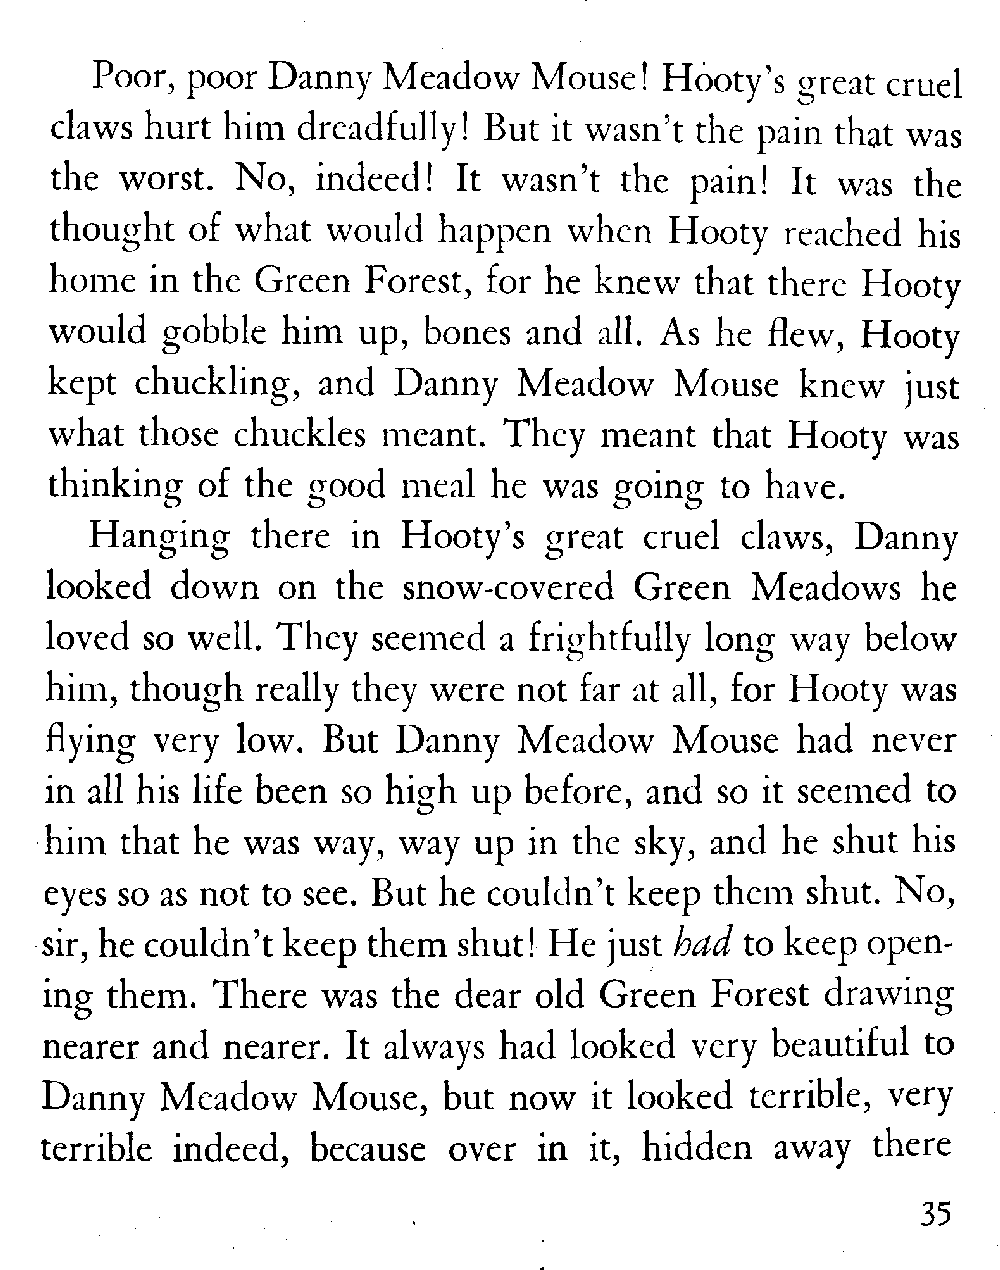 Poor, poor Danny Meadow Mouse! Hooty's great cruel
claws hurt him dreadfully! But it wasn't the pain that was
the worst. No, indeed! It wasn't the pain! It was the
thought of what would happen when Hooty reached his
home in the Green Forest, for he knew that there Hooty
would gobble him up, bones and all. As he flew, Hooty
kept chuckling, and Danny Meadow Mouse knew just
what those chuckles meant. They meant that Hooty was
thinking of the good meal he was going to have.
Hanging there in Hooty's great cruel claws, Danny
looked down on the snow-covered Green Meadows he
loved so well. They seemed a frightfully long way below
him, though really they were not far at all, for Hooty was
flying very low. But Danny Meadow Mouse had never
in all his life been so high up before, and so it seemed to
him that he was way, way up in the sky, and he shut his
eyes so as not to see. But he couldn't keep them shut. No,
sir, he couldn't keep them shut! He just had to keep open-
ing them. There was the dear old Green Forest drawing
nearer and nearer. It always had looked very beautiful to
Danny Meadow Mouse, but now it looked terrible, very
terrible indeed, because over in it, hidden away there
35